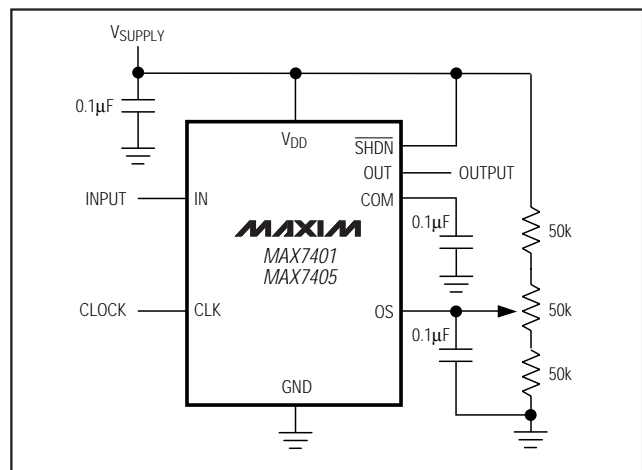 VSUPPLY
0.1µF
VDD
SHDN
OUT
OUTPUT
INPUT
IN
COM
MAXIM
MAX7401
MAX7405
0.1µF
50k
CLOCK
CLK
OS
50k
0.1µF
50k
GND